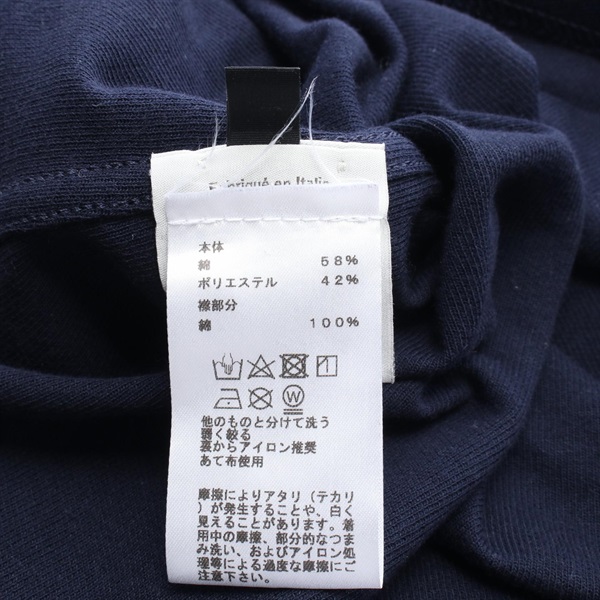 Fabriqué en Italie
本体
綿 58%
ポリエステル 42%
襟部分
綿 100%
W
他のものと分けて洗う
弱く絞る
裏からアイロン推奨
あて布使用
摩擦によりアタリ(テカリ
)が発生することや、白く
見えることがあります。着
用中の摩擦、部分的なつま
み洗い、およびアイロン処
理等による過度な摩擦にご
注意下さい。